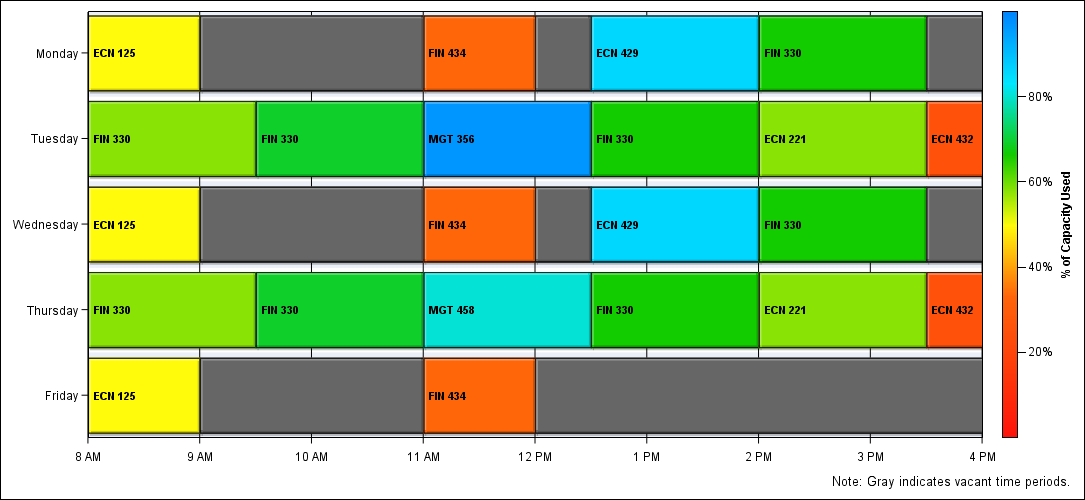 Monday ECN 125 FIN 434 ECN 429 FIN 330
80%
Tuesday FIN 330 FIN 330 MGT 356 FIN 330 ECN 221 ECN 432
60%
Wednesday ECN 125 FIN 434 ECN 429 FIN 330
% of Capacity Used
40%
Thursday FIN 330 FIN 330 MGT 458 FIN 330 ECN 221 ECN 432
20%
Friday ECN 125 FIN 434
8 AM 9 AM 10 AM 11 AM 12 PM 1 PM 2 PM 3 PM 4 PM
Note: Gray indicates vacant time periods.